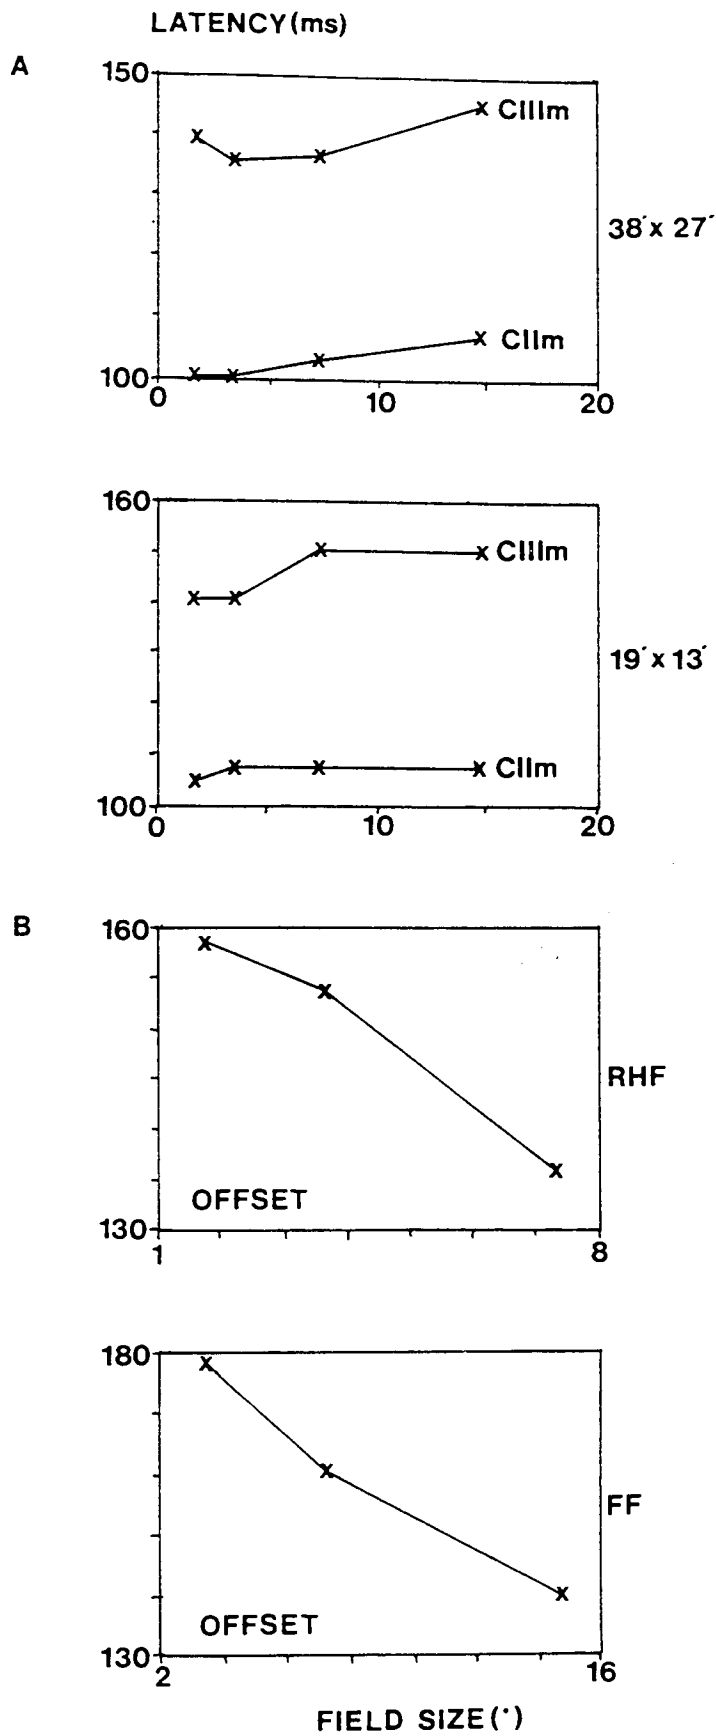 LATENCY (ms)
A
150
CIIIm
38´ x 27´
CIIm
100
0 10 20
160
CIIIm
19´ x 13´
CIIm
100
0 10 20
B
160
RHF
OFFSET
130
1 8
180
FF
OFFSET
130
2 16
FIELD SIZE (°)